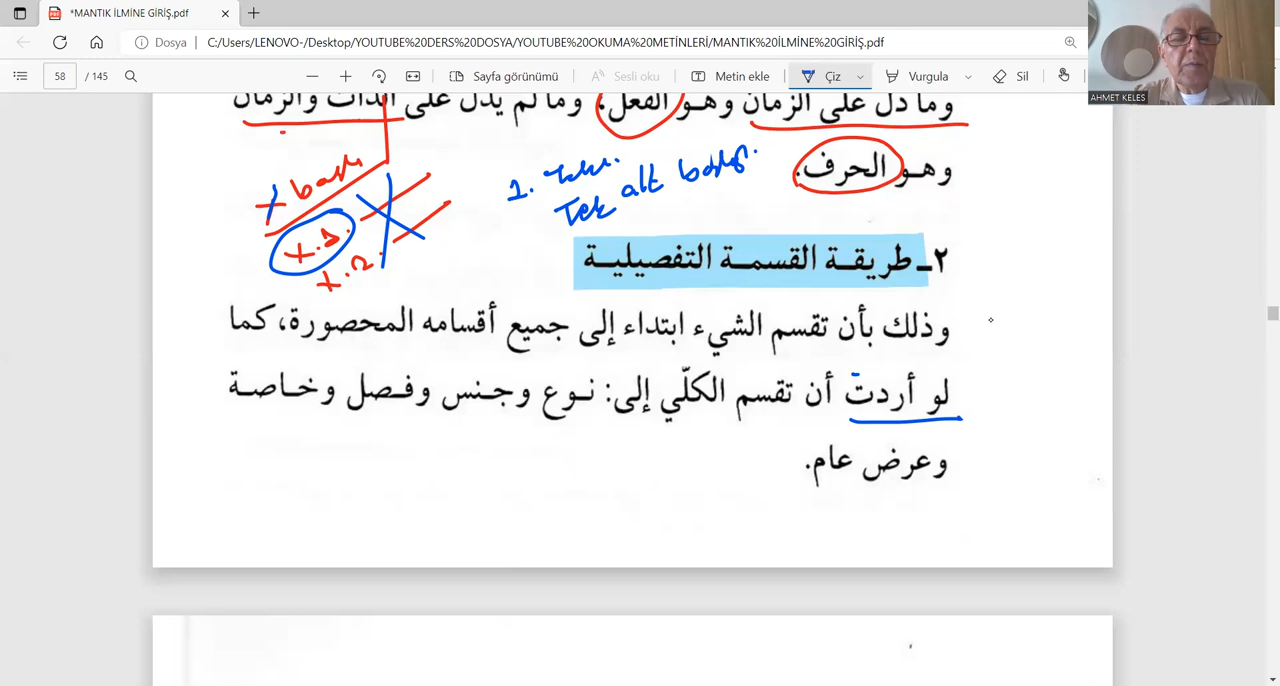 *MANTIK İLMİNE GİRİŞ.pdf
Dosya C:/Users/LENOVO-/Desktop/YOUTUBE%20DERS%20DOSYA/YOUTUBE%20OKUMA%20METİNLERİ/MANTIK%20İLMİNE%20GİRİŞ.pdf
58 / 145 Sayfa görünümü Sesli oku Metin ekle Çiz Vurgula Sil
AHMET KELES
وما دل على الزمان وهو الفعل، وما لم يدل على الذات والزمان
وهو الحرف.
1.
Tek alt
٢ـ طريقة القسمة التفصيلية
وذلك بأن تقسم الشيء ابتداء إلى جميع أقسامه المحصورة، كما
لو أردت أن تقسم الكلّي إلى: نوع وجنس وفصل وخاصة
وعرض عام.